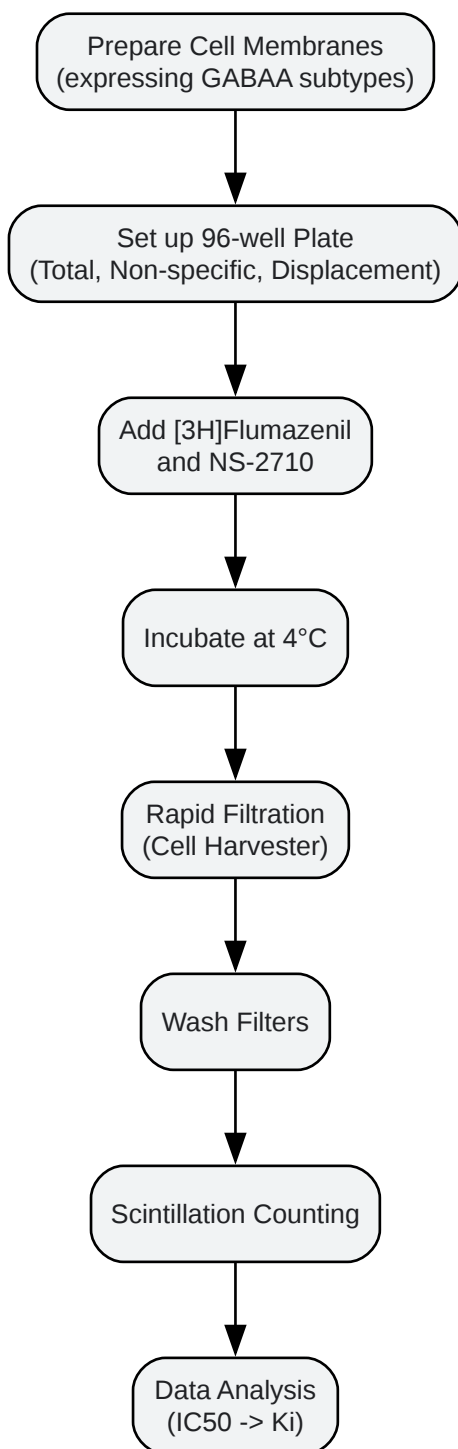 Prepare Cell Membranes
(expressing GABAA subtypes)
Set up 96-well Plate
(Total, Non-specific, Displacement)
Add [3H]Flumazenil
and NS-2710
Incubate at 4°C
Rapid Filtration
(Cell Harvester)
Wash Filters
Scintillation Counting
Data Analysis
(IC50 -> Ki)